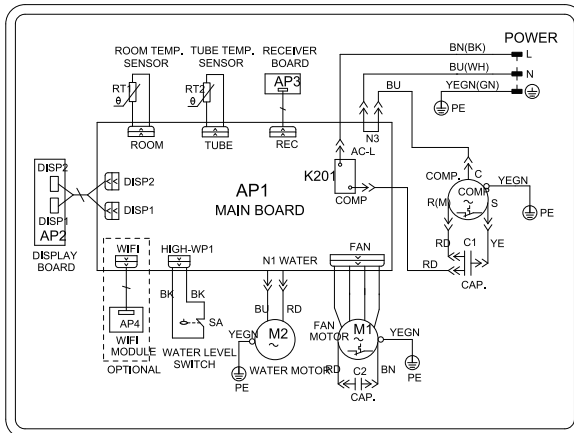 POWER
ROOM TEMP. SENSOR
TUBE TEMP. SENSOR
RECEIVER BOARD
BN(BK)
L
BU(WH)
N
YEGN(GN)
PE
RT1
θ
RT2
θ
AP3
BU
ROOM
TUBE
REC
N3
AC-L
K201
COMP
AP1
MAIN BOARD
COMP.
C
COMP
YEGN
R(M)
S
PE
DISP2
DISP1
AP2
DISPLAY BOARD
DISP2
DISP1
RD
C1
YE
RD
CAP.
WIFI
HIGH-WP1
N1 WATER
FAN
BK
BK
SA
BU
RD
AP4
WIFI MODULE
OPTIONAL
WATER LEVEL SWITCH
YEGN
M2
~
PE
WATER MOTOR
FAN MOTOR
M1
~
YEGN
PE
RD
C2
BN
CAP.